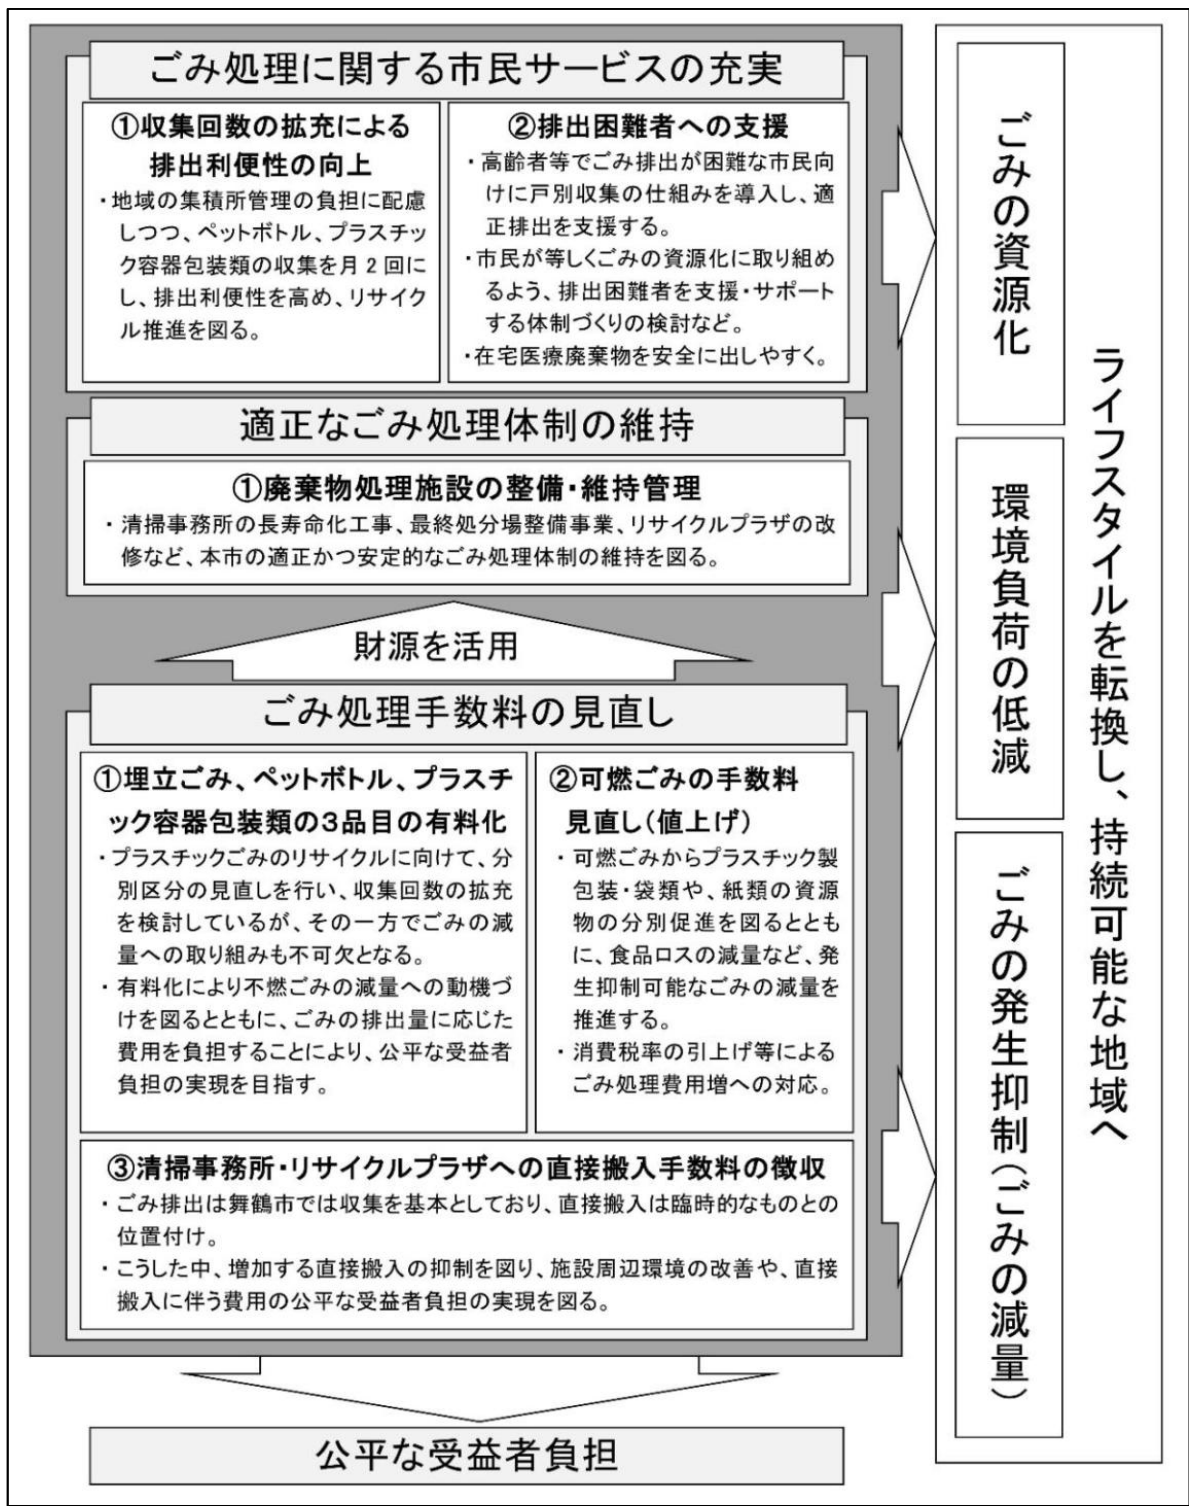 ごみ処理に関する市民サービスの充実
①収集回数の拡充による
排出利便性の向上
・地域の集積所管理の負担に配慮
しつつ、ペットボトル、プラスチッ
ク容器包装類の収集を月2回に
し、排出利便性を高め、リサイク
ル推進を図る。
②排出困難者への支援
・高齢者等でごみ排出が困難な市民向
けに戸別収集の仕組みを導入し、適
正排出を支援する。
・市民が等しくごみの資源化に取り組め
るよう、排出困難者を支援・サポート
する体制づくりの検討など。
・在宅医療廃棄物を安全に出しやすく。
適正なごみ処理体制の維持
①廃棄物処理施設の整備・維持管理
・清掃事務所の長寿命化工事、最終処分場整備事業、リサイクルプラザの改
修など、本市の適正かつ安定的なごみ処理体制の維持を図る。
財源を活用
ごみ処理手数料の見直し
①埋立ごみ、ペットボトル、プラスチ
ック容器包装類の3品目の有料化
・プラスチックごみのリサイクルに向けて、分
別区分の見直しを行い、収集回数の拡充
を検討しているが、その一方でごみの減
量への取り組みも不可欠となる。
・有料化により不燃ごみの減量への動機づ
けを図るとともに、ごみの排出量に応じた
費用を負担することにより、公平な受益者
負担の実現を目指す。
②可燃ごみの手数料
見直し(値上げ)
・可燃ごみからプラスチック製
包装・袋類や、紙類の資源
物の分別促進を図るととも
に、食品ロスの減量など、発
生抑制可能なごみの減量を
推進する。
・消費税率の引上げ等による
ごみ処理費用増への対応。
③清掃事務所・リサイクルプラザへの直接搬入手数料の徴収
・ごみ排出は舞鶴市では収集を基本としており、直接搬入は臨時的なものとの
位置付け。
・こうした中、増加する直接搬入の抑制を図り、施設周辺環境の改善や、直接
搬入に伴う費用の公平な受益者負担の実現を図る。
公平な受益者負担
ごみの資源化
環境負荷の低減
ごみの発生抑制(ごみの減量)
ライフスタイルを転換し、持続可能な地域へ